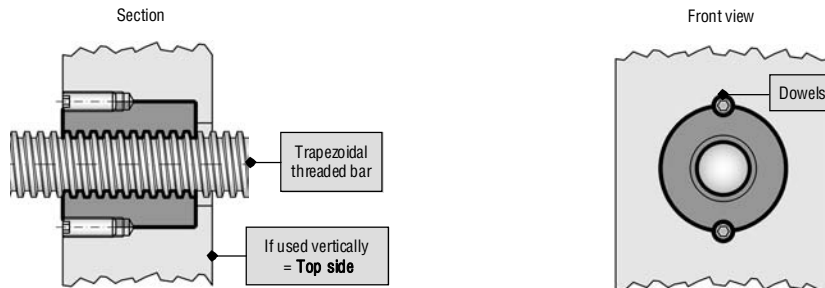 Section
Front view
Dowels
Trapezoidal
threaded bar
If used vertically
= Top side